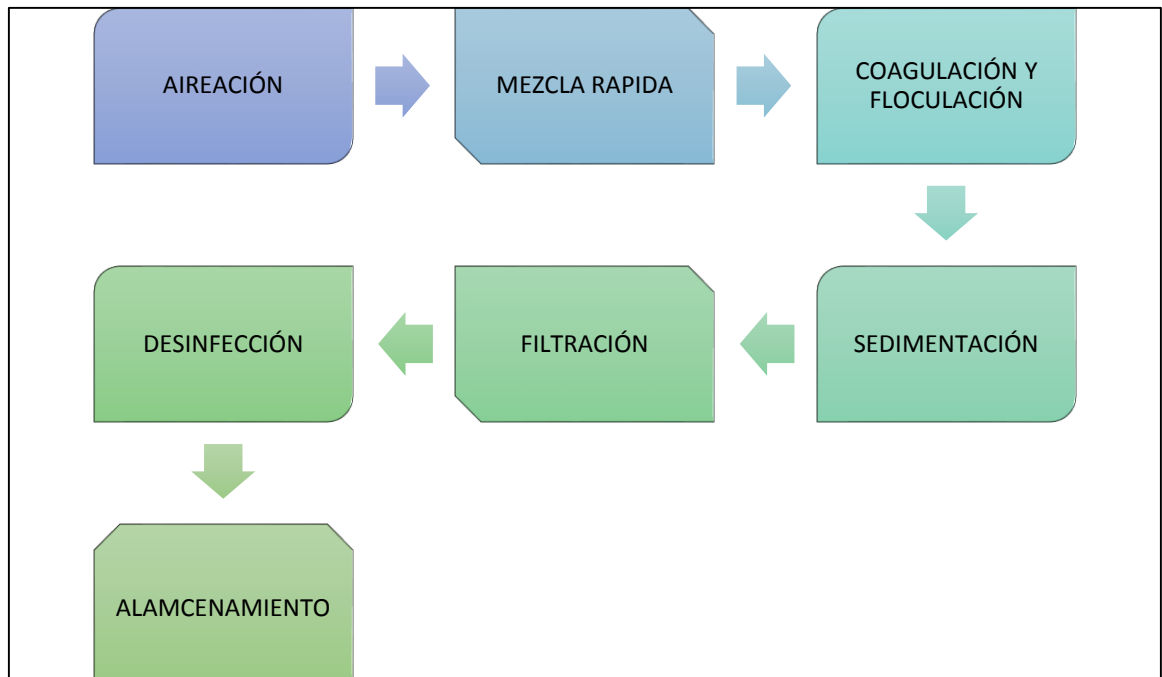 AIREACIÓN
MEZCLA RAPIDA
COAGULACIÓN Y
FLOCULACIÓN
SEDIMENTACIÓN
FILTRACIÓN
DESINFECCIÓN
ALAMCENAMIENTO